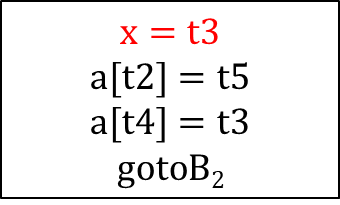 x = t3
a[t2] = t5
a[t4] = t3
gotoB₂